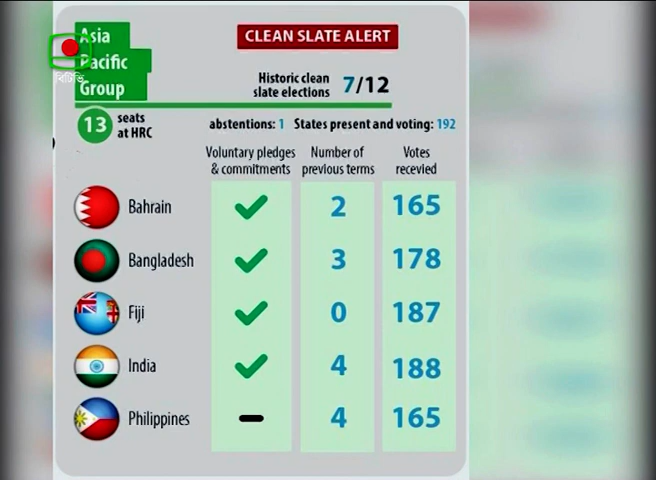 Asia
Pacific
Group
বিটিভি
CLEAN SLATE ALERT
Historic clean
slate elections 7/12
13 seats
at HRC
abstentions: 1 States present and voting: 192
Voluntary pledges
& commitments
Number of
previous terms
Votes
recevied
Bahrain 2 165
Bangladesh 3 178
Fiji 0 187
India 4 188
Philippines 4 165